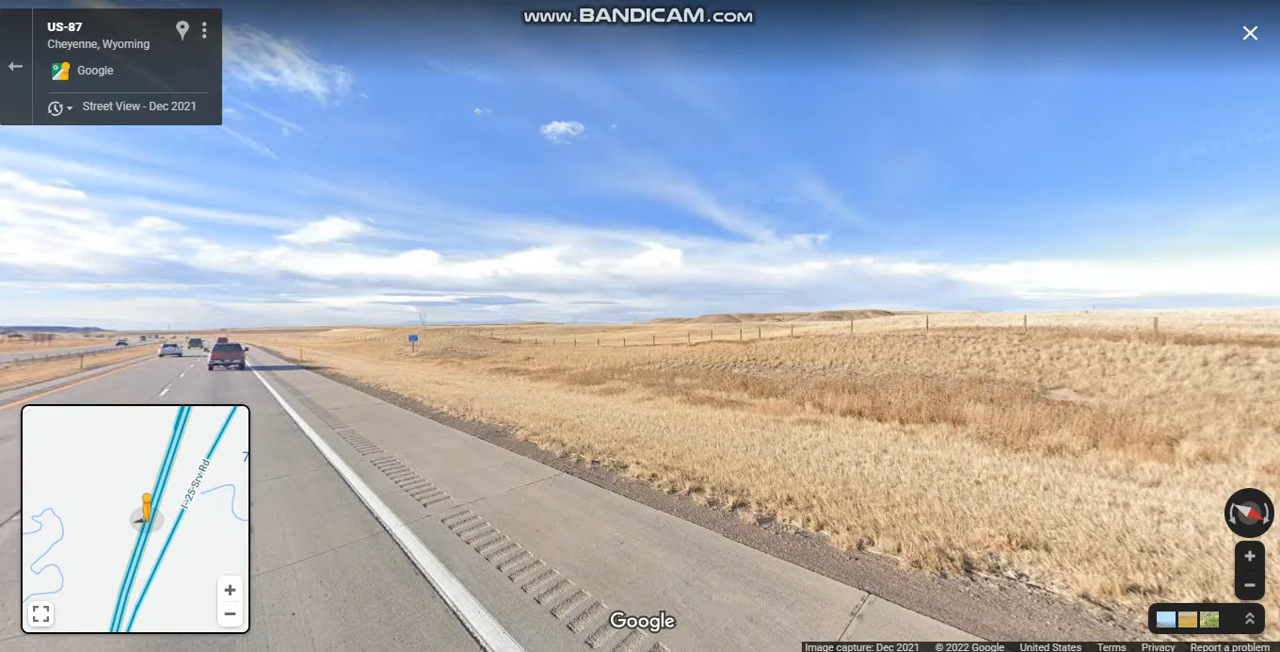 www.BANDICAM.com
US-87
Cheyenne, Wyoming
Google
Street View - Dec 2021
I-25 Srv Rd
7
Google
Image capture: Dec 2021 © 2022 Google United States Terms Privacy Report a problem